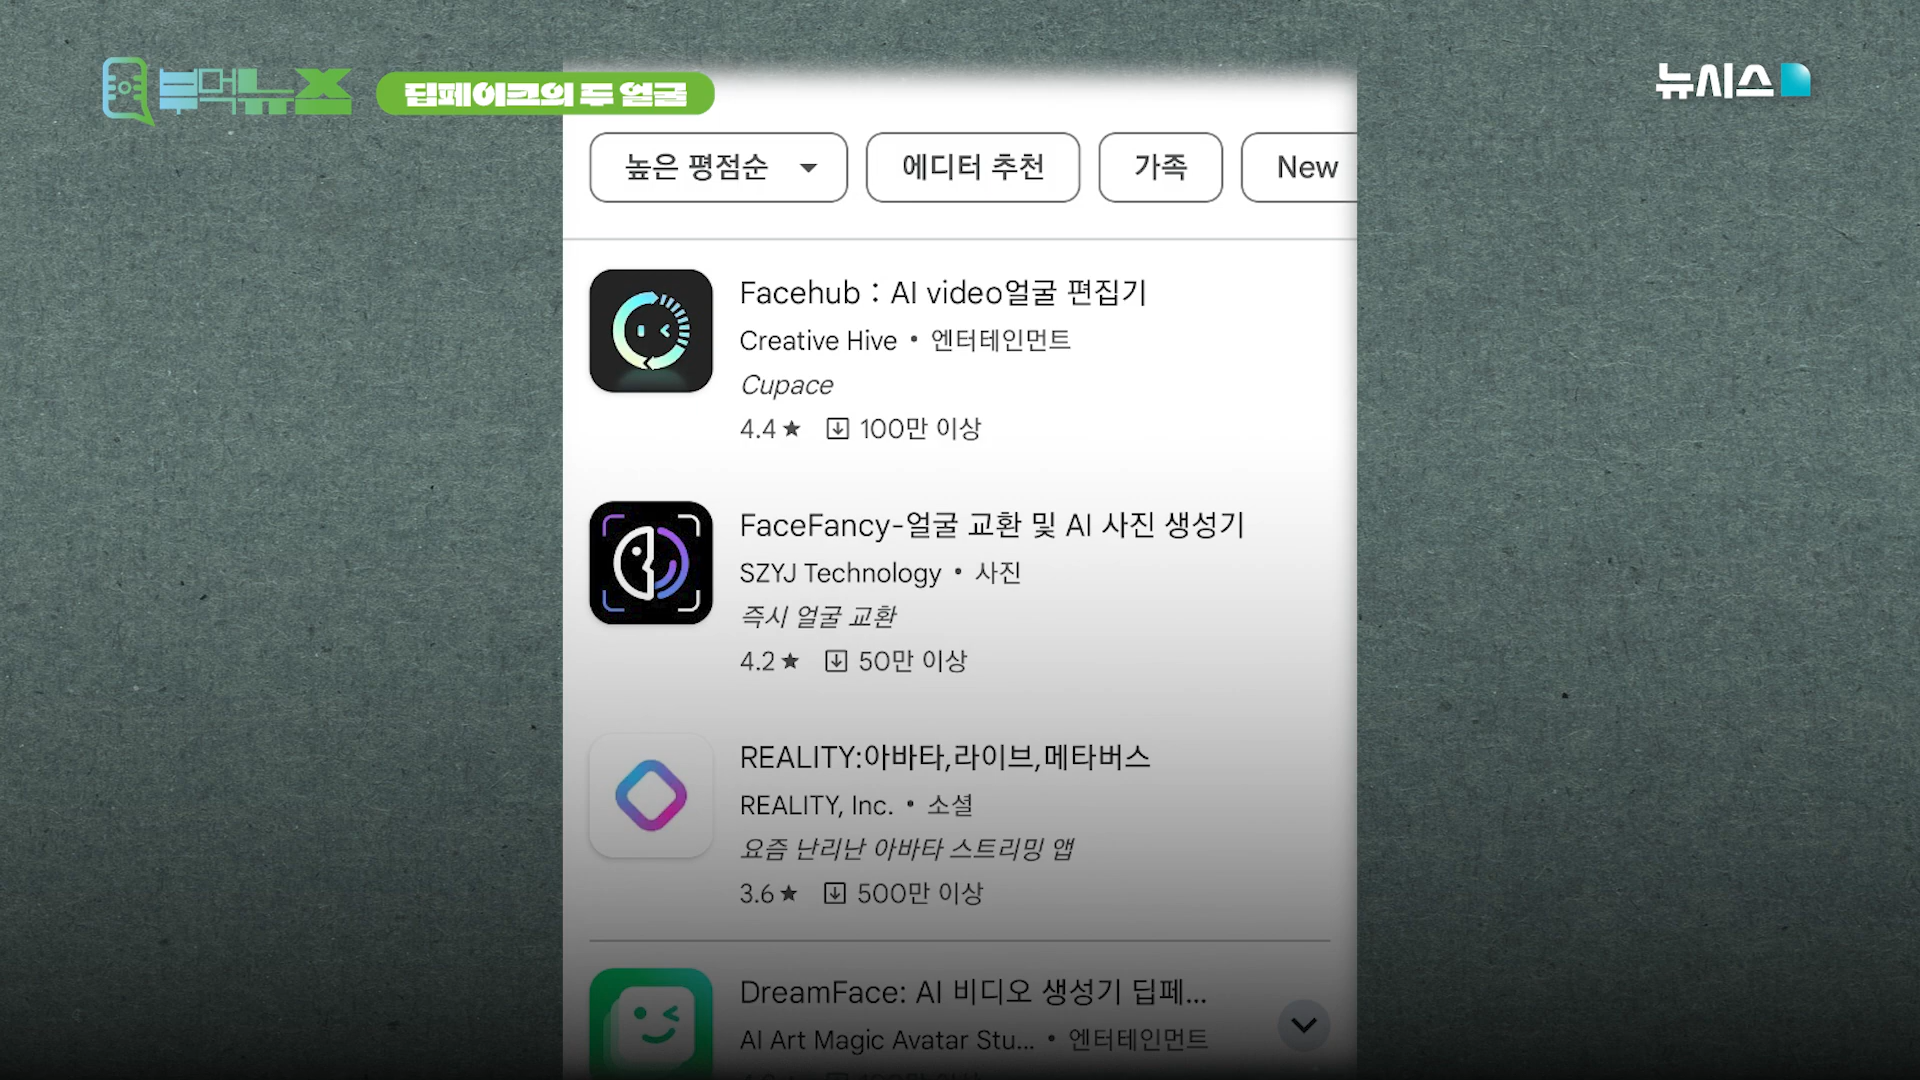 부먹뉴스
딥페이크의 두 얼굴
뉴시스
높은 평점순
에디터 추천
가족
New
Facehub : AI video얼굴 편집기
Creative Hive • 엔터테인먼트
Cupace
4.4★ 100만 이상
FaceFancy-얼굴 교환 및 AI 사진 생성기
SZYJ Technology • 사진
즉시 얼굴 교환
4.2★ 50만 이상
REALITY:아바타,라이브,메타버스
REALITY, Inc. • 소셜
요즘 난리난 아바타 스트리밍 앱
3.6★ 500만 이상
DreamFace: AI 비디오 생성기 딥페...
AI Art Magic Avatar Stu... • 엔터테인먼트